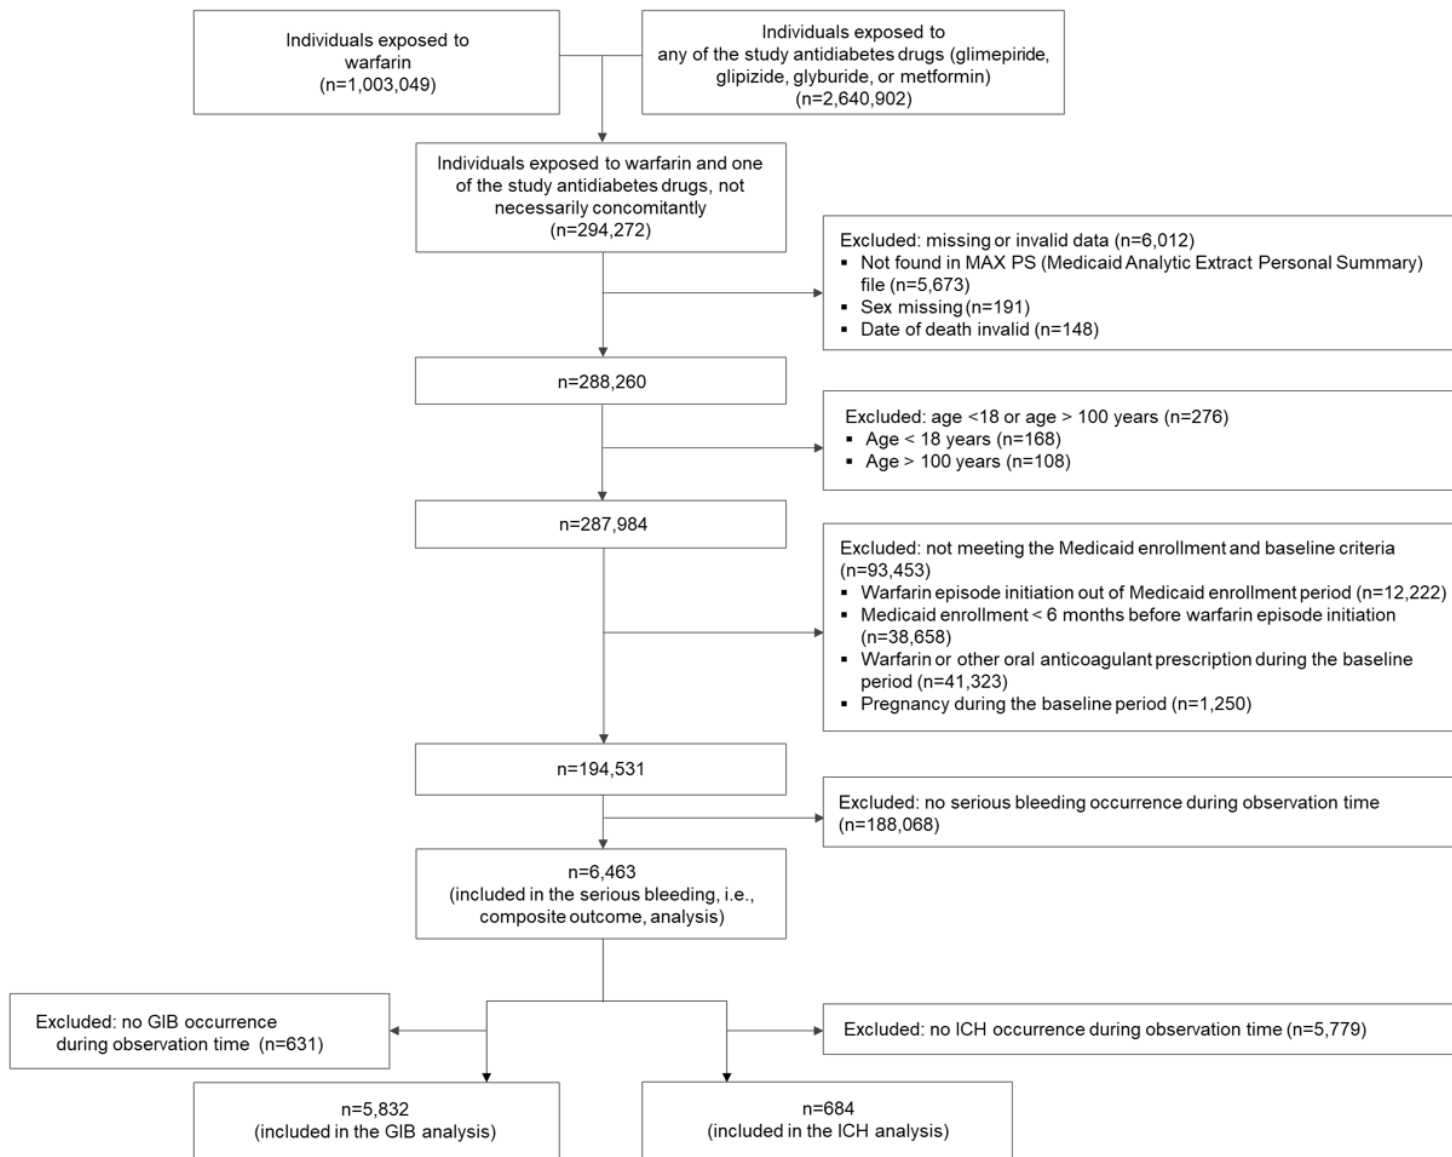 Individuals exposed to
warfarin
(n=1,003,049)
Individuals exposed to
any of the study antidiabetes drugs (glimepiride,
glipizide, glyburide, or metformin)
(n=2,640,902)
Individuals exposed to warfarin and one
of the study antidiabetes drugs, not
necessarily concomitantly
(n=294,272)
Excluded: missing or invalid data (n=6,012)
▪ Not found in MAX PS (Medicaid Analytic Extract Personal Summary)
file (n=5,673)
▪ Sex missing (n=191)
▪ Date of death invalid (n=148)
n=288,260
Excluded: age <18 or age > 100 years (n=276)
▪ Age < 18 years (n=168)
▪ Age > 100 years (n=108)
n=287,984
Excluded: not meeting the Medicaid enrollment and baseline criteria
(n=93,453)
▪ Warfarin episode initiation out of Medicaid enrollment period (n=12,222)
▪ Medicaid enrollment < 6 months before warfarin episode initiation
(n=38,658)
▪ Warfarin or other oral anticoagulant prescription during the baseline
period (n=41,323)
▪ Pregnancy during the baseline period (n=1,250)
n=194,531
Excluded: no serious bleeding occurrence during observation time
(n=188,068)
n=6,463
(included in the serious bleeding, i.e.,
composite outcome, analysis)
Excluded: no GIB occurrence
during observation time (n=631)
Excluded: no ICH occurrence during observation time (n=5,779)
n=5,832
(included in the GIB analysis)
n=684
(included in the ICH analysis)